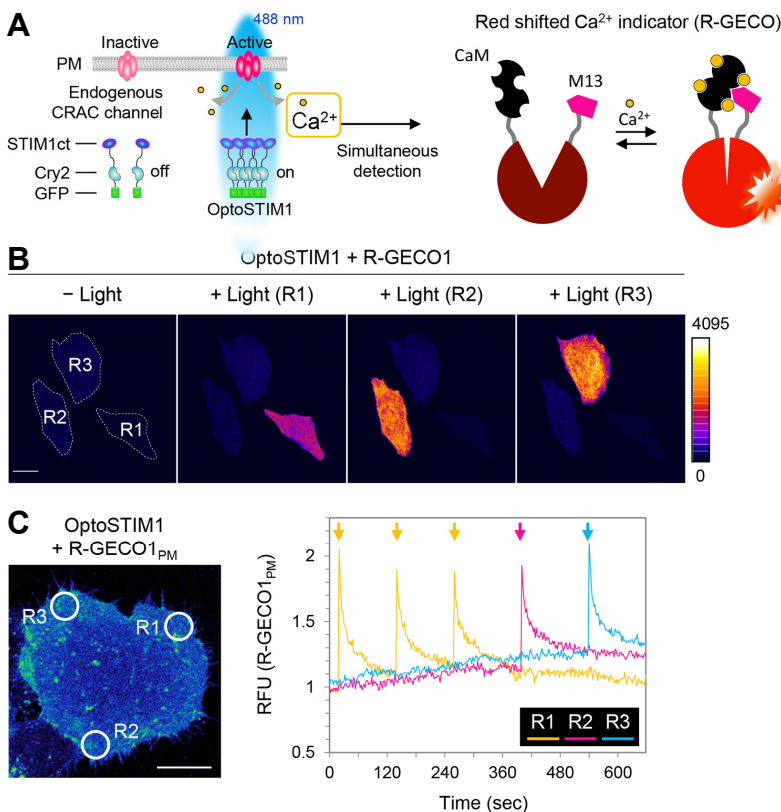 A
488 nm
Inactive
Active
PM
Endogenous
CRAC channel
Ca2+
STIM1ct
Cry2
GFP
off
on
OptoSTIM1
Simultaneous
detection
Red shifted Ca2+ indicator (R-GECO)
CaM
M13
Ca2+
B
OptoSTIM1 + R-GECO1
− Light
+ Light (R1)
+ Light (R2)
+ Light (R3)
R3
R2
R1
4095
0
C
OptoSTIM1
+ R-GECO1PM
R3
R1
R2
RFU (R-GECO1PM)
2
1.5
1
0.5
0 120 240 360 480 600
Time (sec)
R1 R2 R3